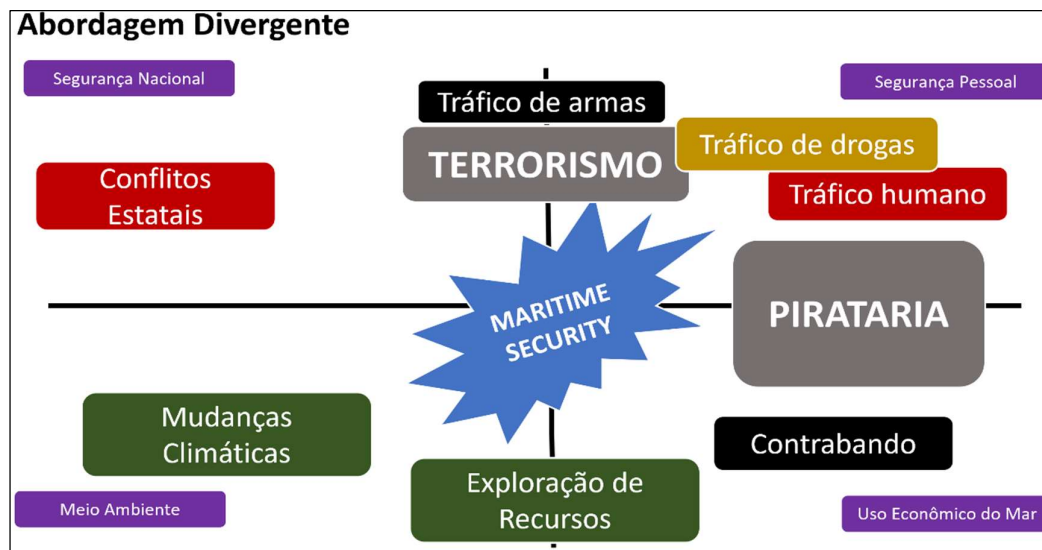 Abordagem Divergente
Segurança Nacional
Segurança Pessoal
Tráfico de armas
TERRORISMO
Tráfico de drogas
Conflitos
Estatais
Tráfico humano
MARITIME
SECURITY
PIRATARIA
Mudanças
Climáticas
Contrabando
Exploração de
Recursos
Meio Ambiente
Uso Econômico do Mar